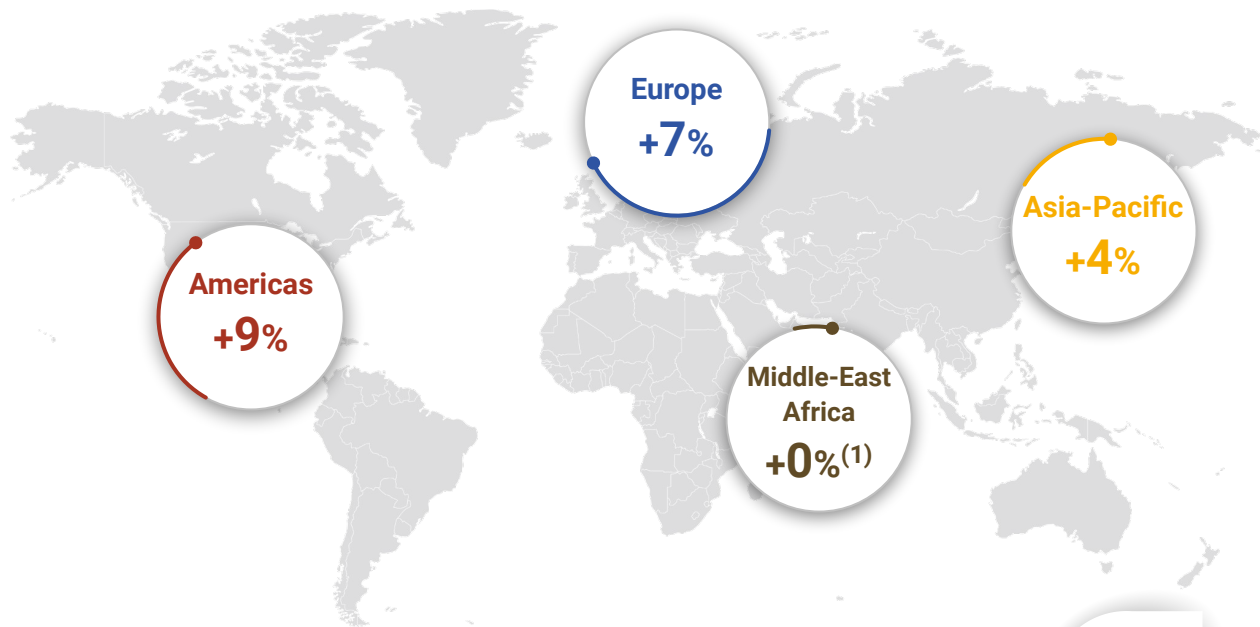 Europe
+7%
Asia-Pacific
+4%
Americas
+9%
Middle-East
Africa
+0%(1)